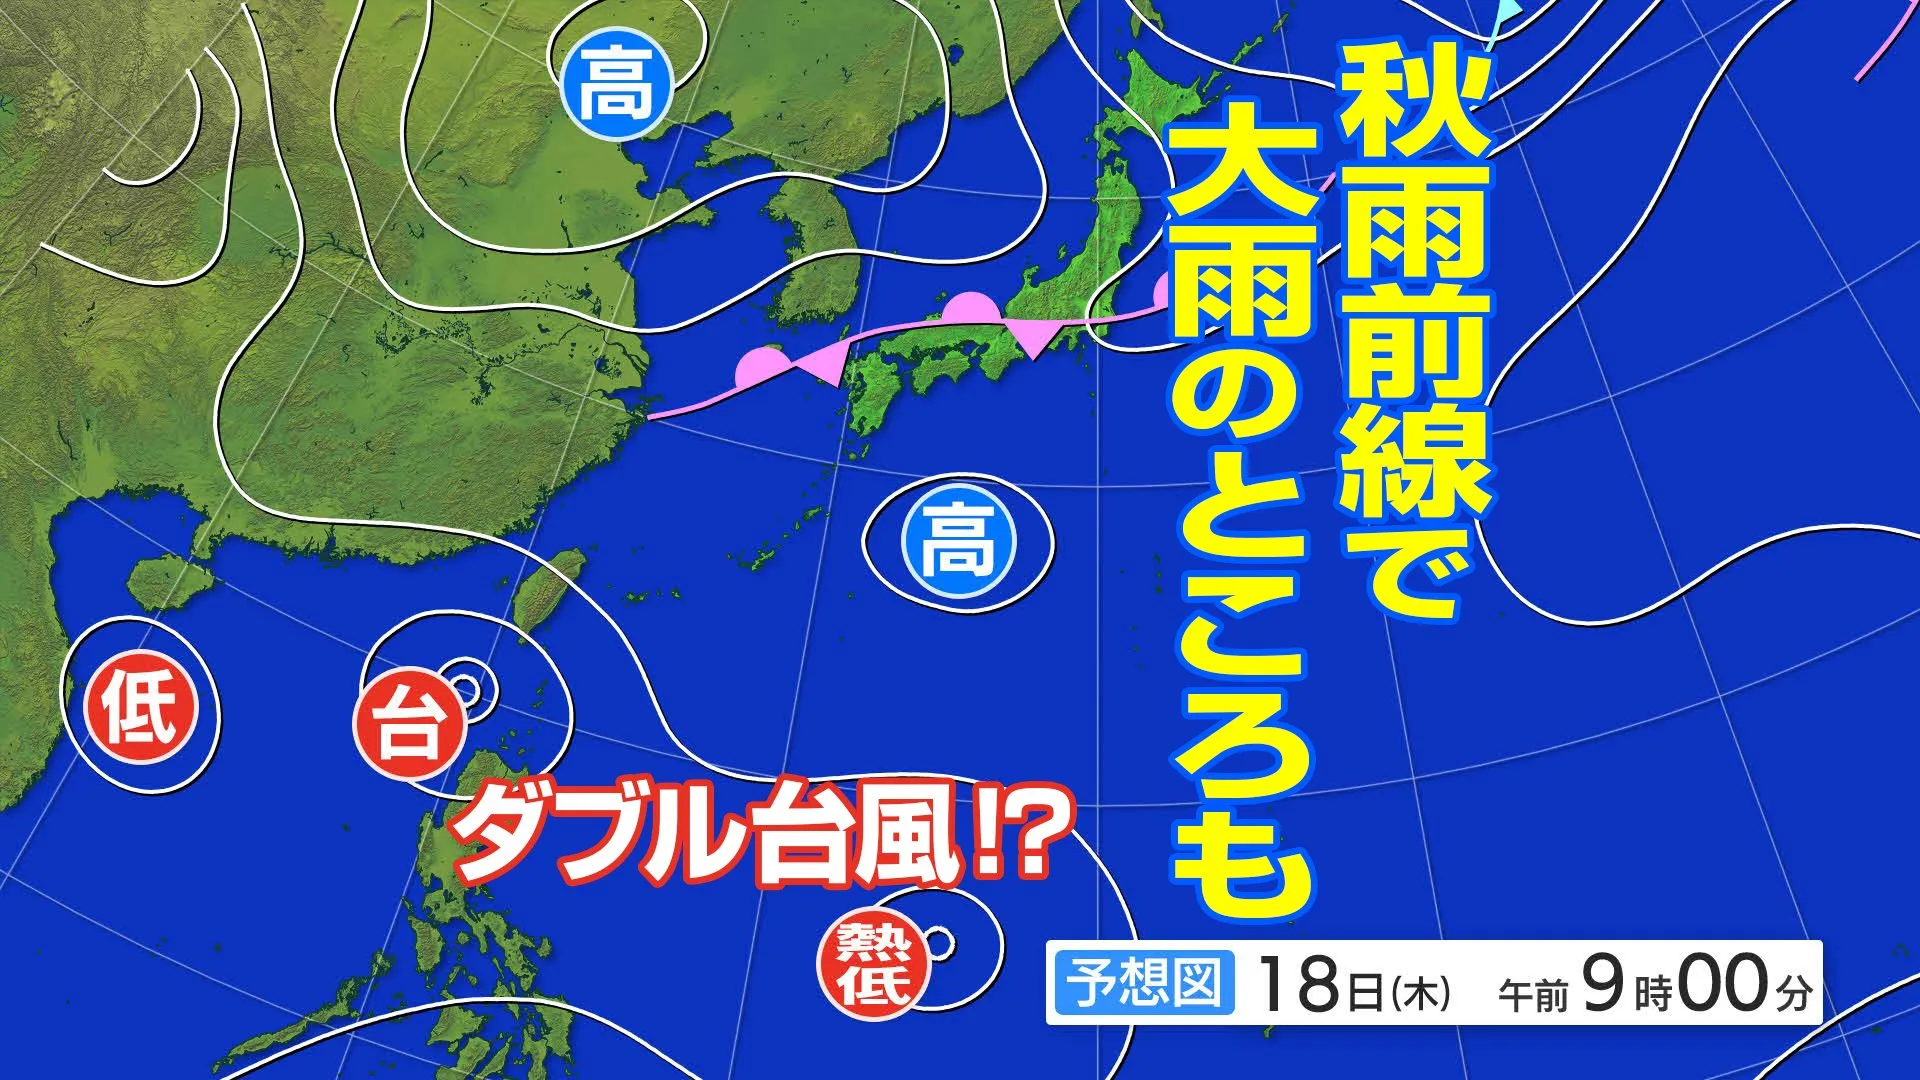 秋雨前線で
大雨のところも
高
高
低
台
ダブル台風!?
熱低
予想図 18日(木) 午前9時00分